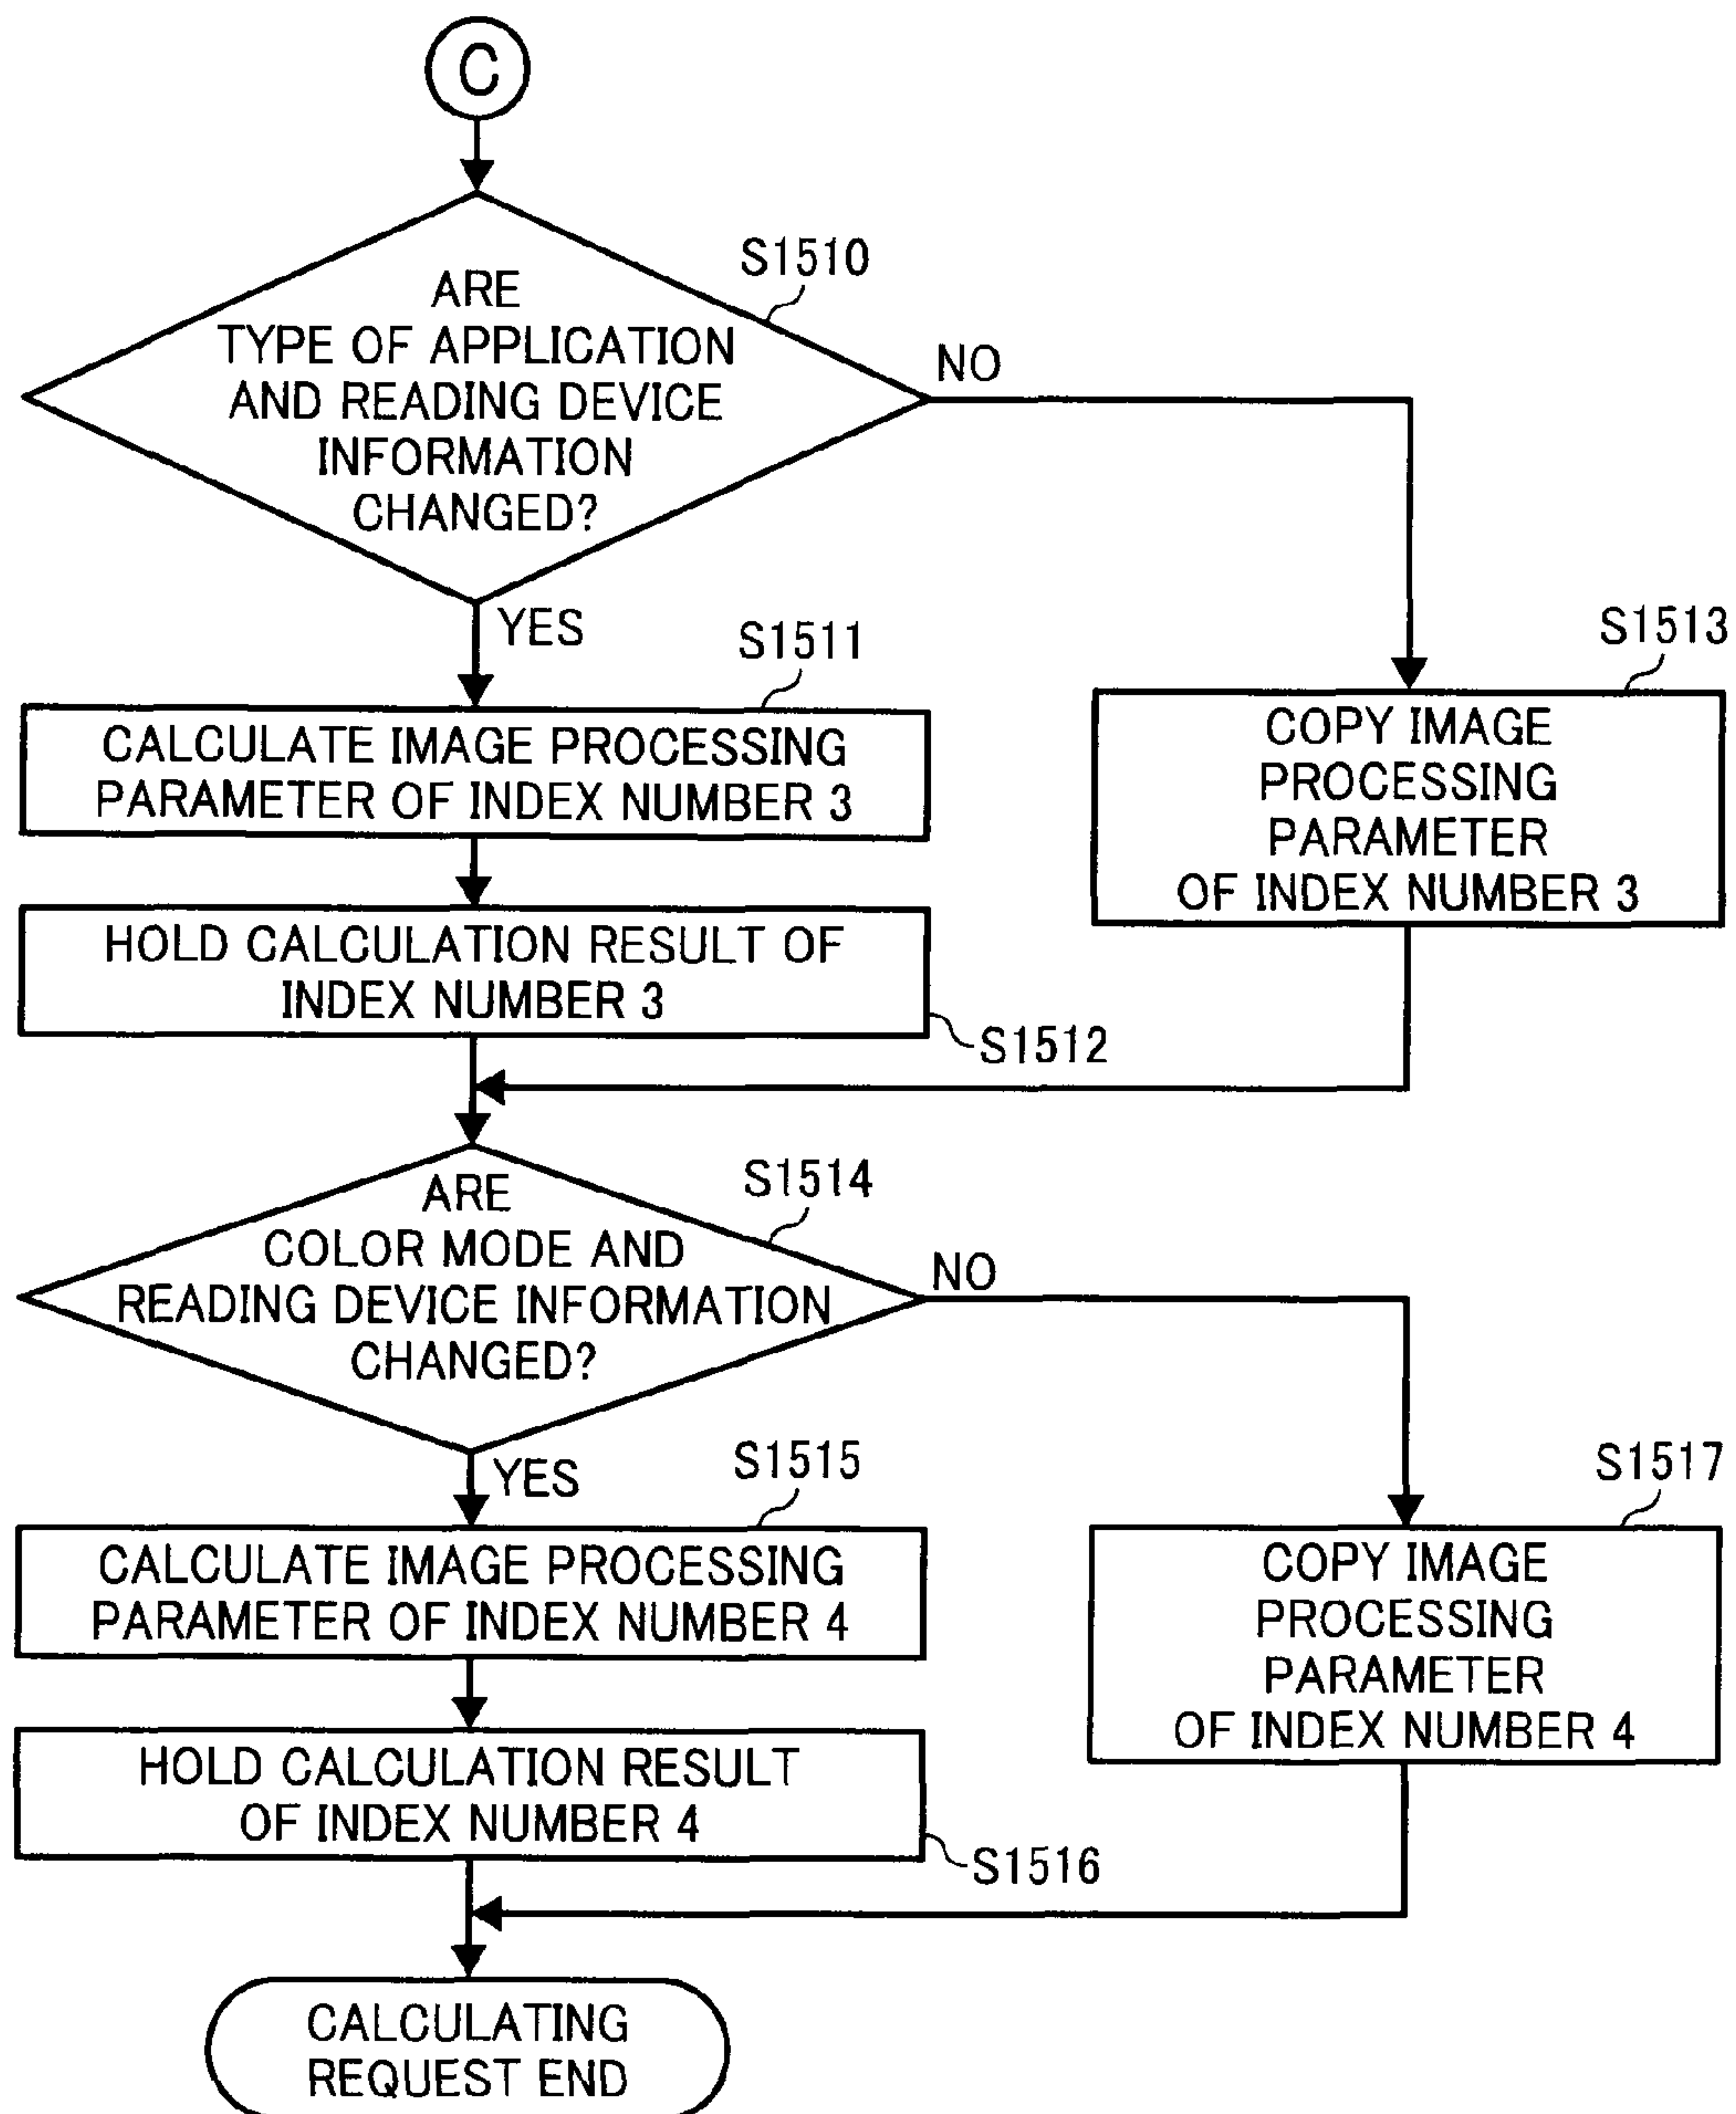 C
S1510
ARE
TYPE OF APPLICATION
AND READING DEVICE
INFORMATION
CHANGED?
NO
YES
S1511
CALCULATE IMAGE PROCESSING
PARAMETER OF INDEX NUMBER 3
S1513
COPY IMAGE
PROCESSING
PARAMETER
OF INDEX NUMBER 3
HOLD CALCULATION RESULT OF
INDEX NUMBER 3
S1512
S1514
ARE
COLOR MODE AND
READING DEVICE INFORMATION
CHANGED?
NO
YES
S1515
CALCULATE IMAGE PROCESSING
PARAMETER OF INDEX NUMBER 4
S1517
COPY IMAGE
PROCESSING
PARAMETER
OF INDEX NUMBER 4
HOLD CALCULATION RESULT
OF INDEX NUMBER 4
S1516
CALCULATING
REQUEST END